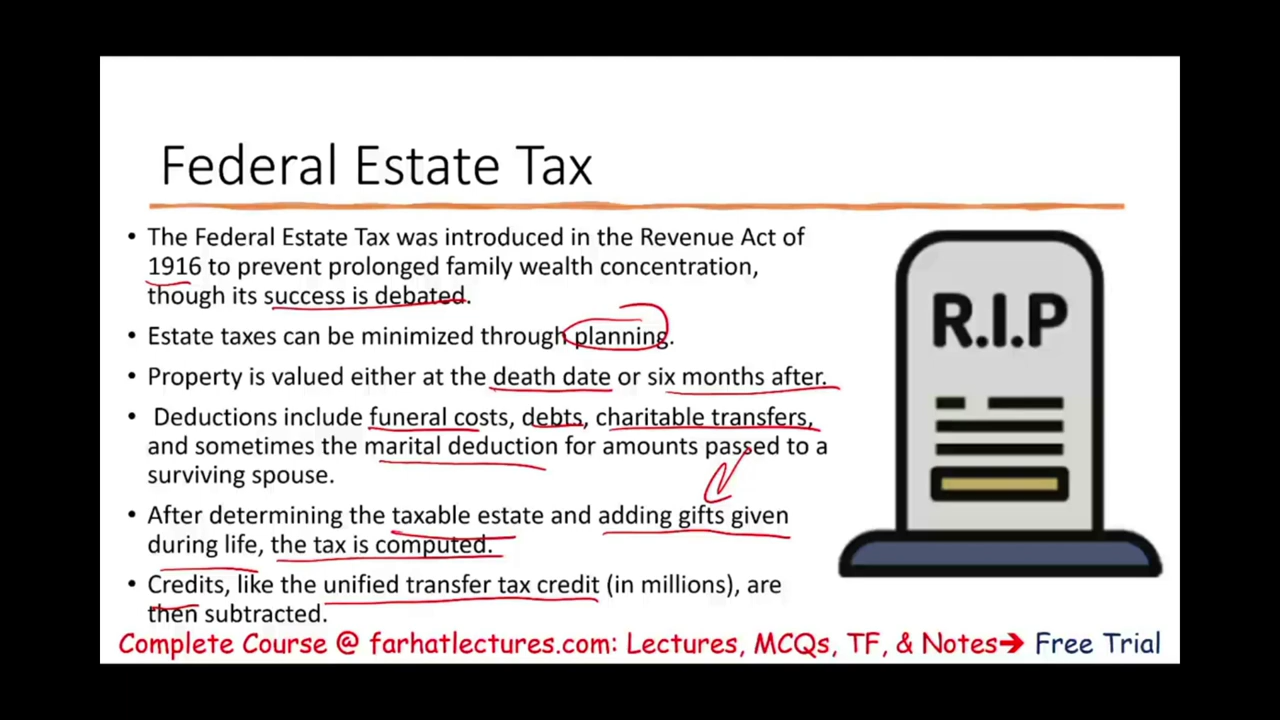 Federal Estate Tax
• The Federal Estate Tax was introduced in the Revenue Act of
1916 to prevent prolonged family wealth concentration,
though its success is debated.
• Estate taxes can be minimized through planning.
• Property is valued either at the death date or six months after.
• Deductions include funeral costs, debts, charitable transfers,
and sometimes the marital deduction for amounts passed to a
surviving spouse.
• After determining the taxable estate and adding gifts given
during life, the tax is computed.
• Credits, like the unified transfer tax credit (in millions), are
then subtracted.
R.I.P
Complete Course @ farhatlectures.com: Lectures, MCQs, TF, & Notes➔ Free Trial